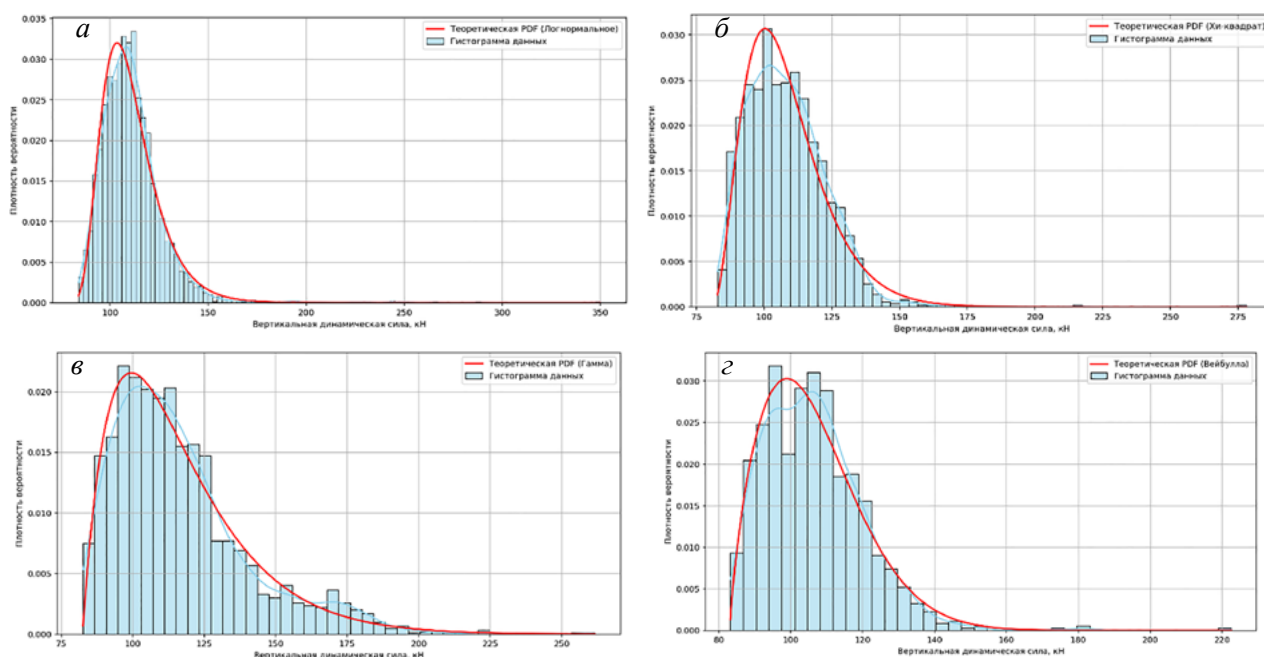 а
Теоретическая PDF (Логнормальное)
Гистограмма данных
0.035
0.030
0.025
0.020
0.015
0.010
0.005
0.000
Плотность вероятности
100
150
200
250
300
350
Вертикальная динамическая сила, кН
б
Теоретическая PDF (Хи-квадрат)
Гистограмма данных
0.030
0.025
0.020
0.015
0.010
0.005
0.000
Плотность вероятности
75
100
125
150
175
200
225
250
275
Вертикальная динамическая сила, кН
в
Теоретическая PDF (Гамма)
Гистограмма данных
0.020
0.015
0.010
0.005
0.000
Плотность вероятности
75
100
125
150
175
200
225
250
Вертикальная динамическая сила, кН
г
Теоретическая PDF (Вейбулла)
Гистограмма данных
0.030
0.025
0.020
0.015
0.010
0.005
0.000
Плотность вероятности
80
100
120
140
160
180
200
220
Вертикальная динамическая сила, кН